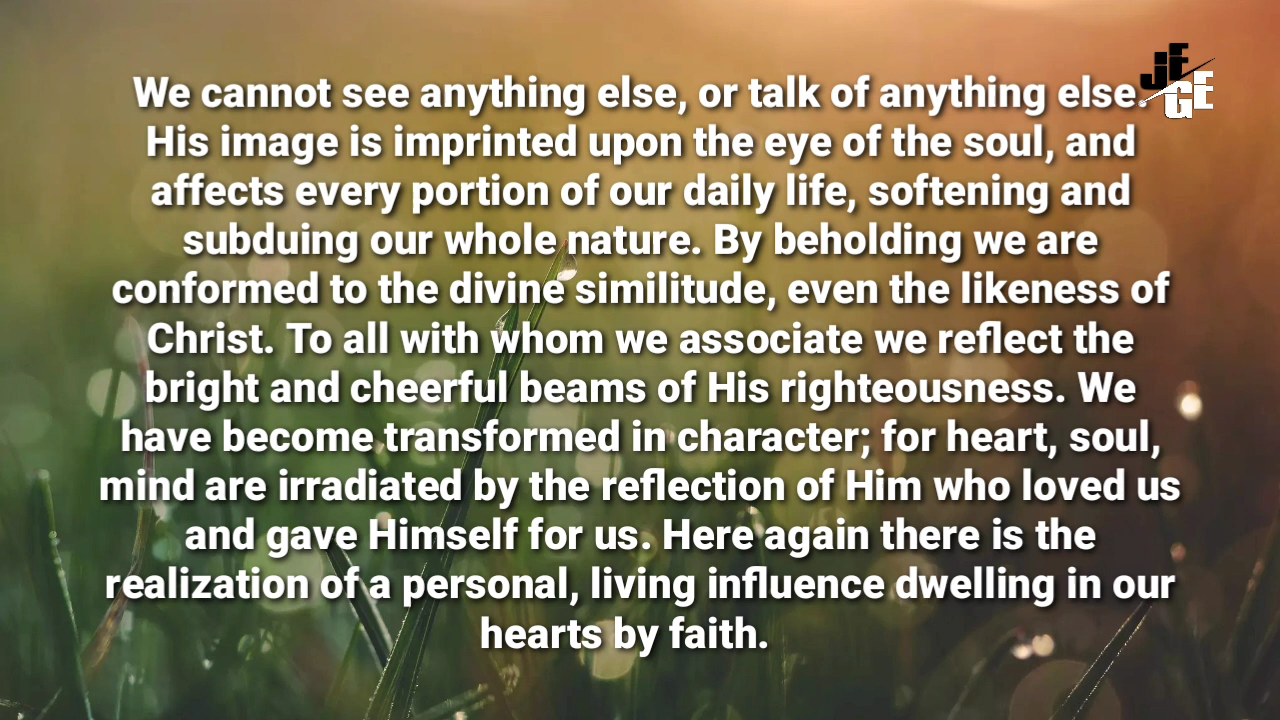 We cannot see anything else, or talk of anything else.
His image is imprinted upon the eye of the soul, and
affects every portion of our daily life, softening and
subduing our whole nature. By beholding we are
conformed to the divine similitude, even the likeness of
Christ. To all with whom we associate we reflect the
bright and cheerful beams of His righteousness. We
have become transformed in character; for heart, soul,
mind are irradiated by the reflection of Him who loved us
and gave Himself for us. Here again there is the
realization of a personal, living influence dwelling in our
hearts by faith.
JF
GE